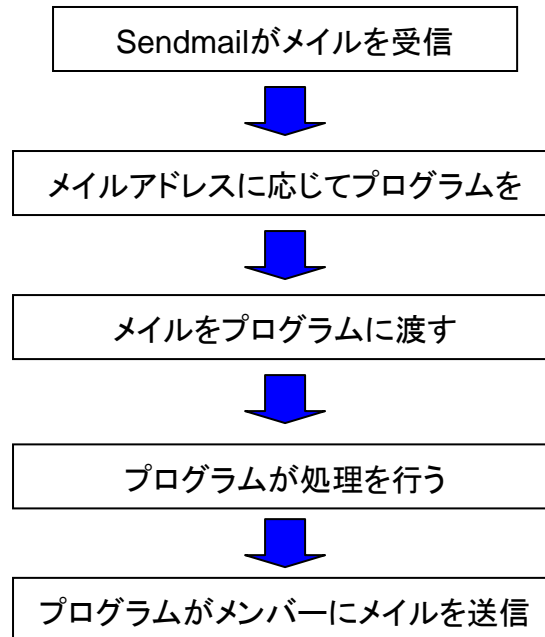 Sendmailがメイルを受信
メイルアドレスに応じてプログラムを
メイルをプログラムに渡す
プログラムが処理を行う
プログラムがメンバーにメイルを送信